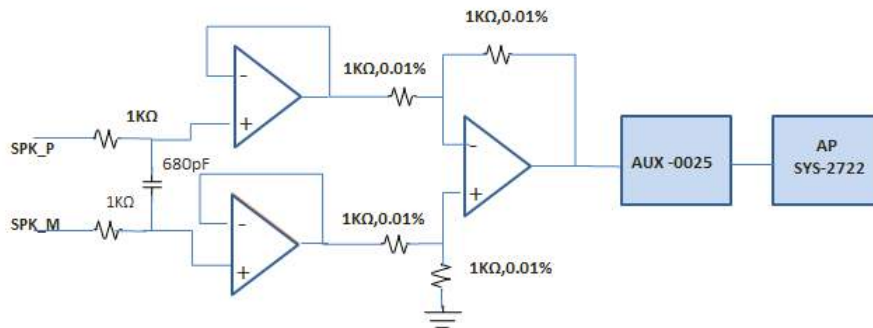 1KΩ,0.01%
1KΩ,0.01%
-
+
1KΩ
SPK_P
680pF
-
+
AUX -0025
AP
SYS-2722
1KΩ
SPK_M
1KΩ,0.01%
-
+
1KΩ,0.01%